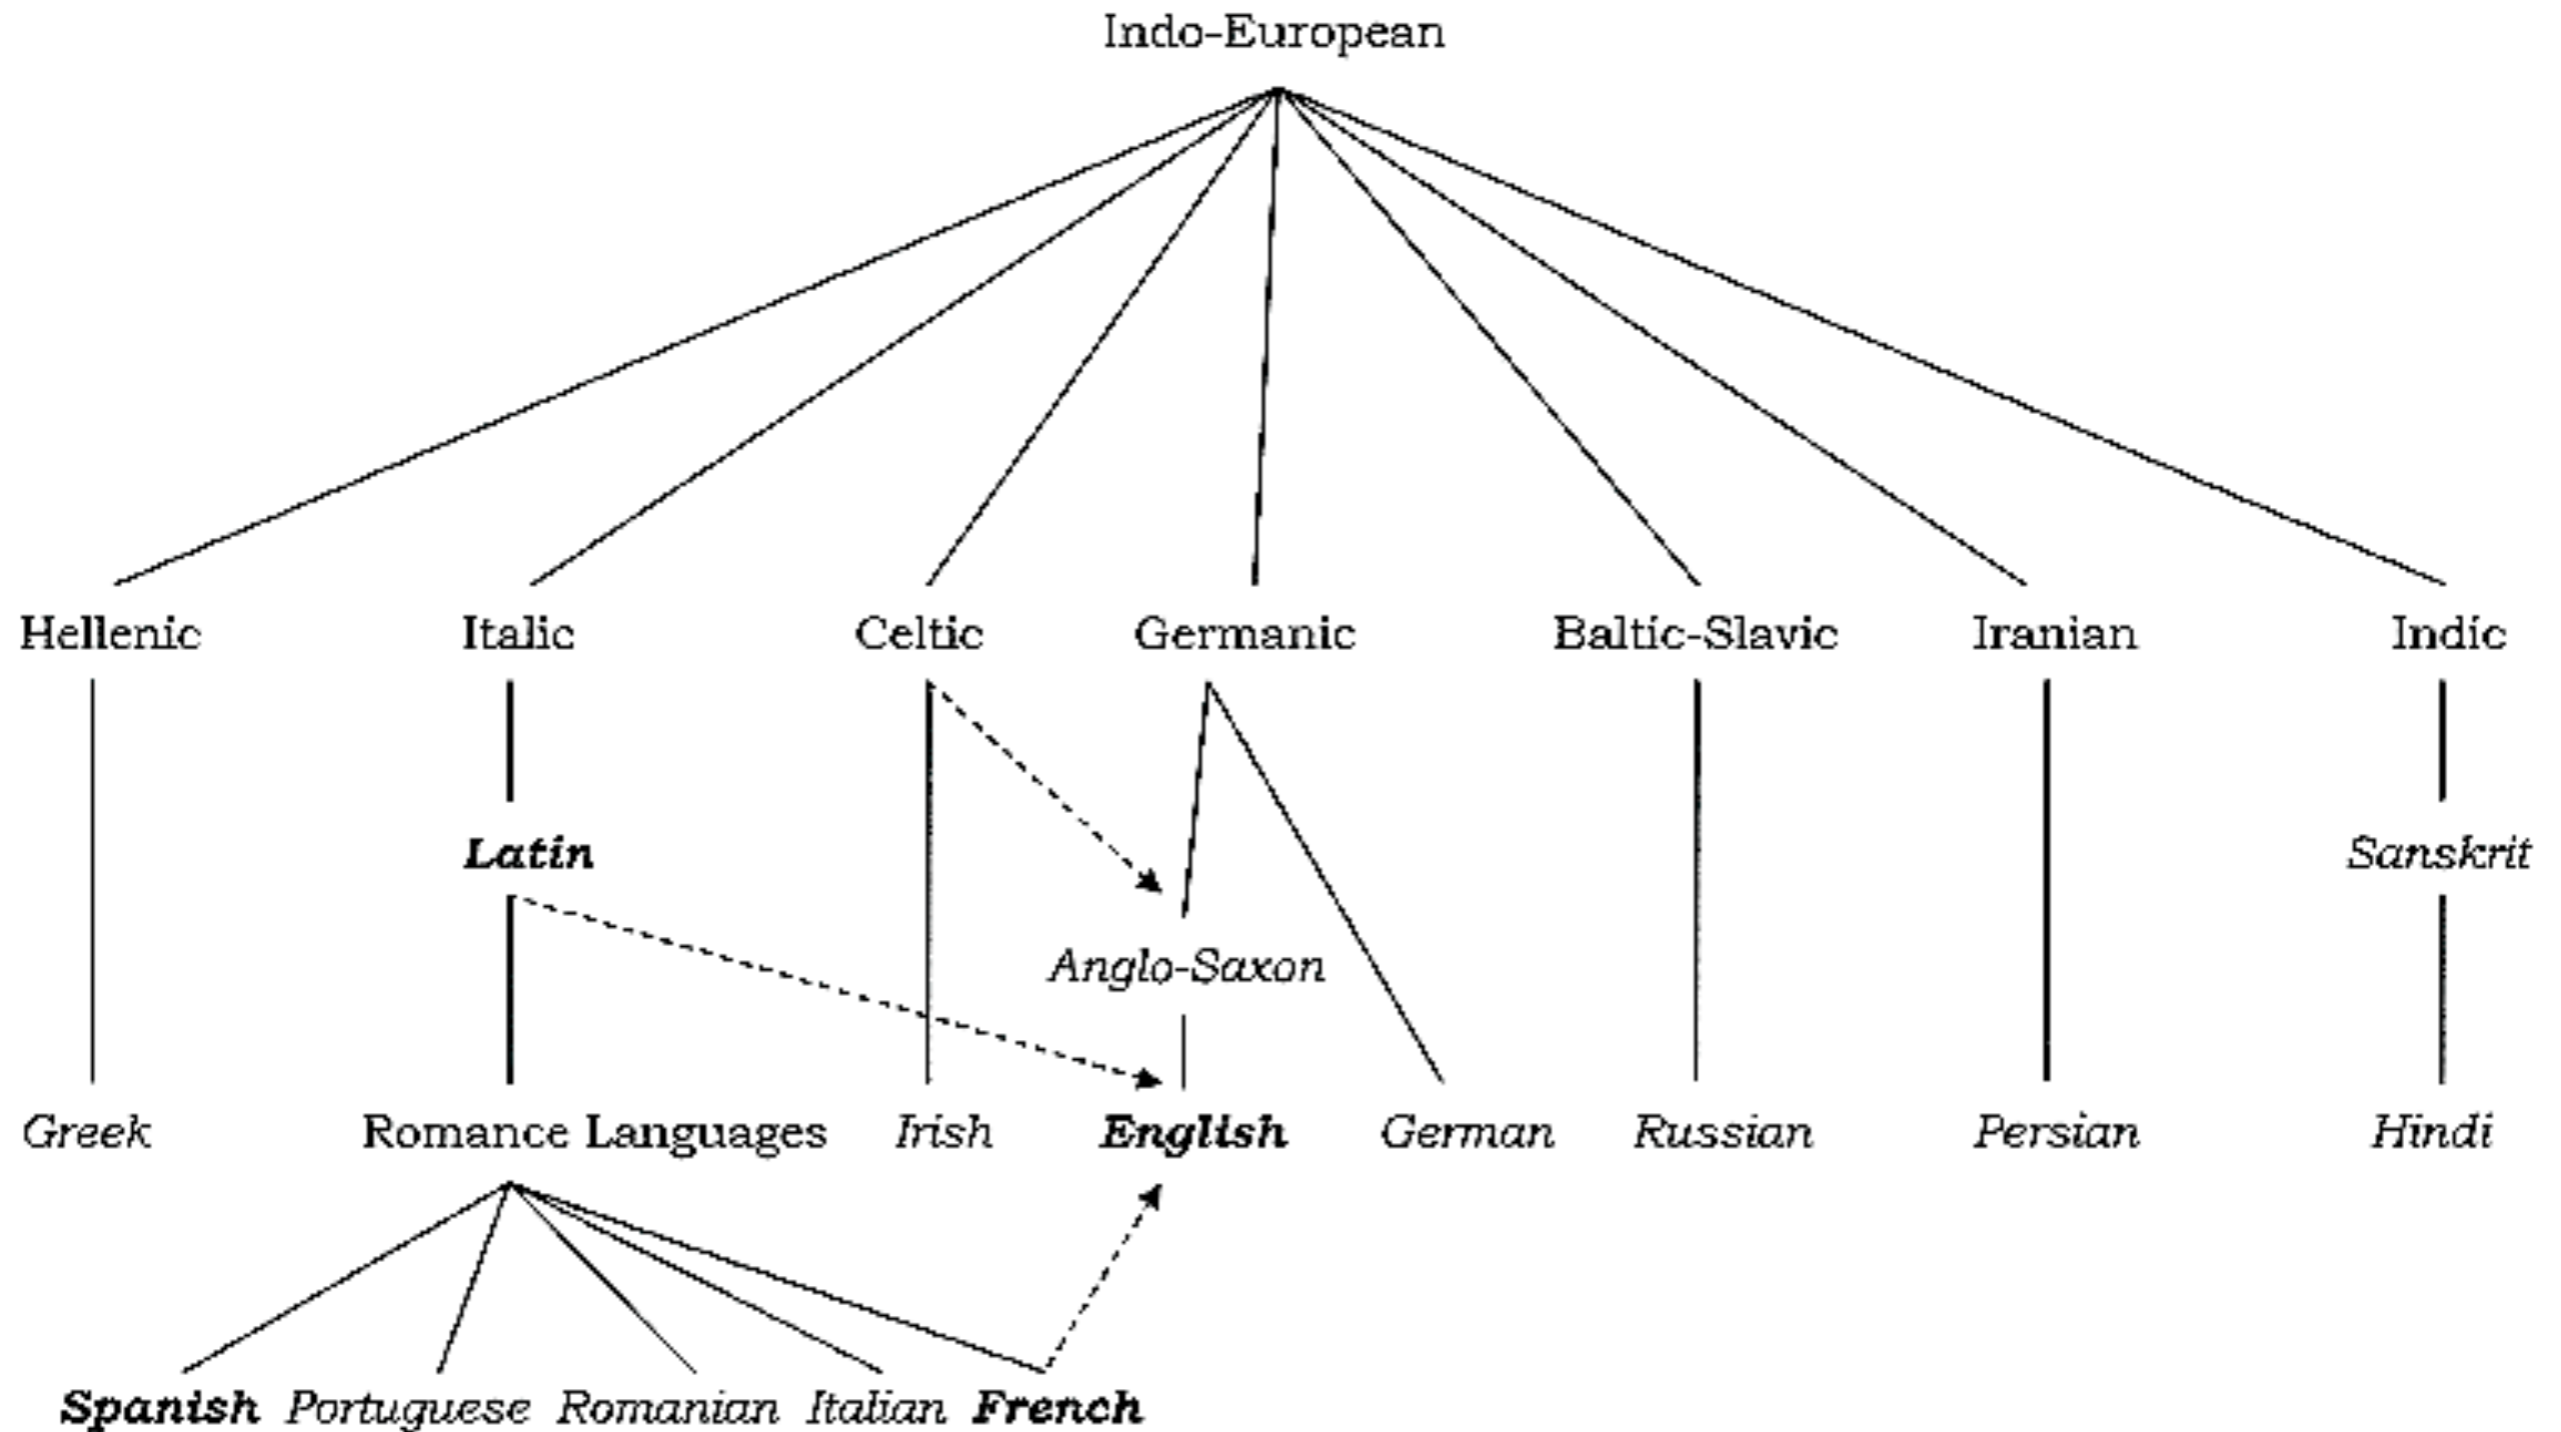 Indo-European
Hellenic Italic Celtic Germanic Baltic-Slavic Iranian Indic
Latin Sanskrit
Anglo-Saxon
Greek Romance Languages Irish English German Russian Persian Hindi
Spanish Portuguese Romanian Italian French